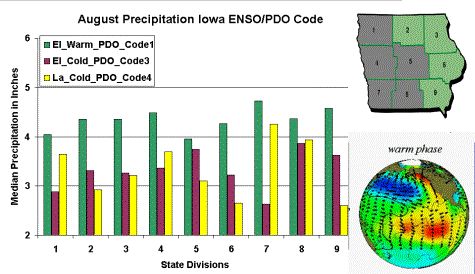 August Precipitation Iowa ENSO/PDO Code
El_Warm_PDO_Code1
El_Cold_PDO_Code3
La_Cold_PDO_Code4
Median Precipitation in Inches
6
5
4
3
2
1 2 3 4 5 6 7 8 9
State Divisions
1 2 3
4 5 6
7 8 9
warm phase